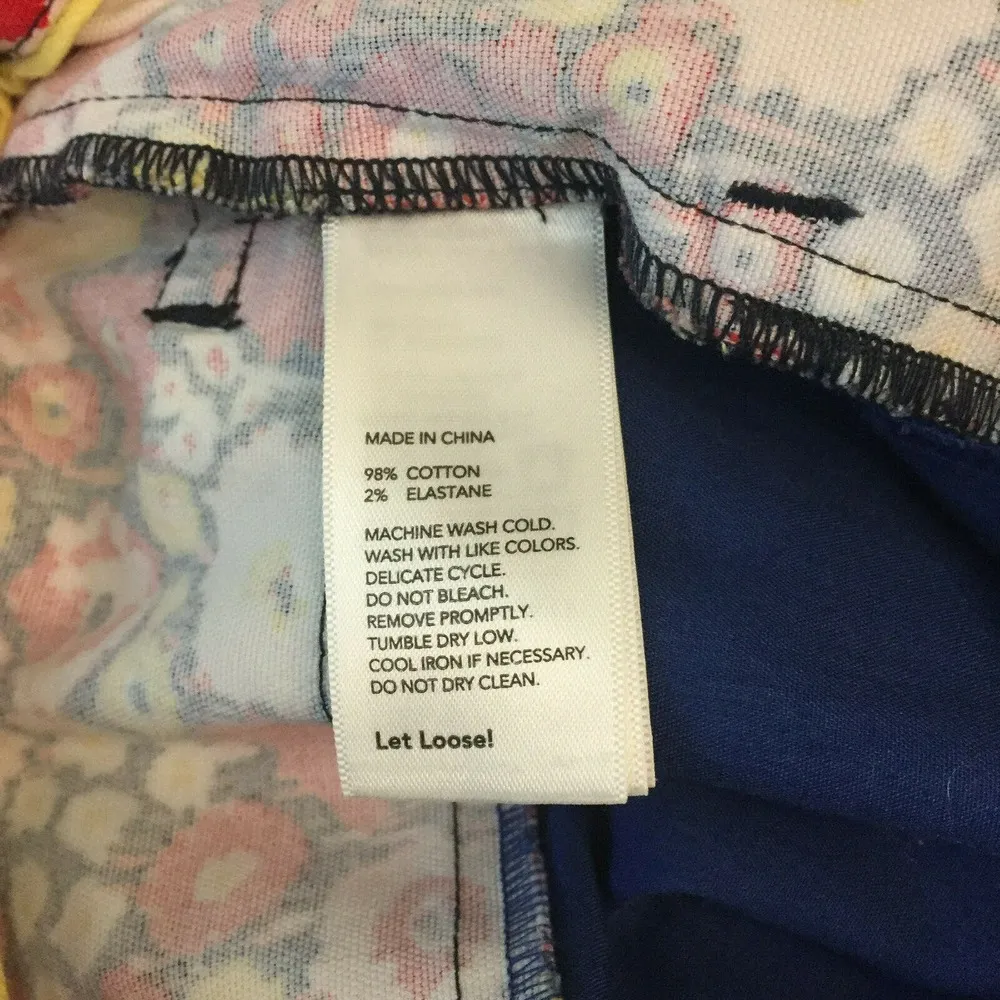 MADE IN CHINA
98% COTTON
2% ELASTANE
MACHINE WASH COLD.
WASH WITH LIKE COLORS.
DELICATE CYCLE.
DO NOT BLEACH.
REMOVE PROMPTLY.
TUMBLE DRY LOW.
COOL IRON IF NECESSARY.
DO NOT DRY CLEAN.
Let Loose!